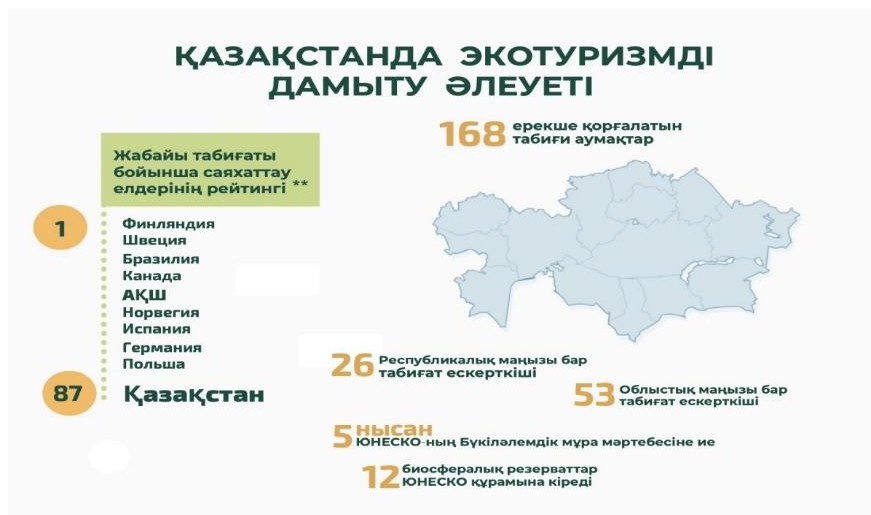 ҚАЗАҚСТАНДА ЭКОТУРИЗМДІ
ДАМЫТУ ӘЛЕУЕТІ
168 ерекше қорғалатын
табиғи аумақтар
Жабайы табиғаты
бойынша саяхаттау
елдерінің рейтингі **
1
Финляндия
Швеция
Бразилия
Канада
АҚШ
Норвегия
Испания
Германия
Польша
87 Қазақстан
26 Республикалық маңызы бар
табиғат ескерткіші
53 Облыстық маңызы бар
табиғат ескерткіші
5 нысан
ЮНЕСКО-ның Бүкіләлемдік мұра мәртебесіне ие
12 биосфералық резерваттар
ЮНЕСКО құрамына кіреді